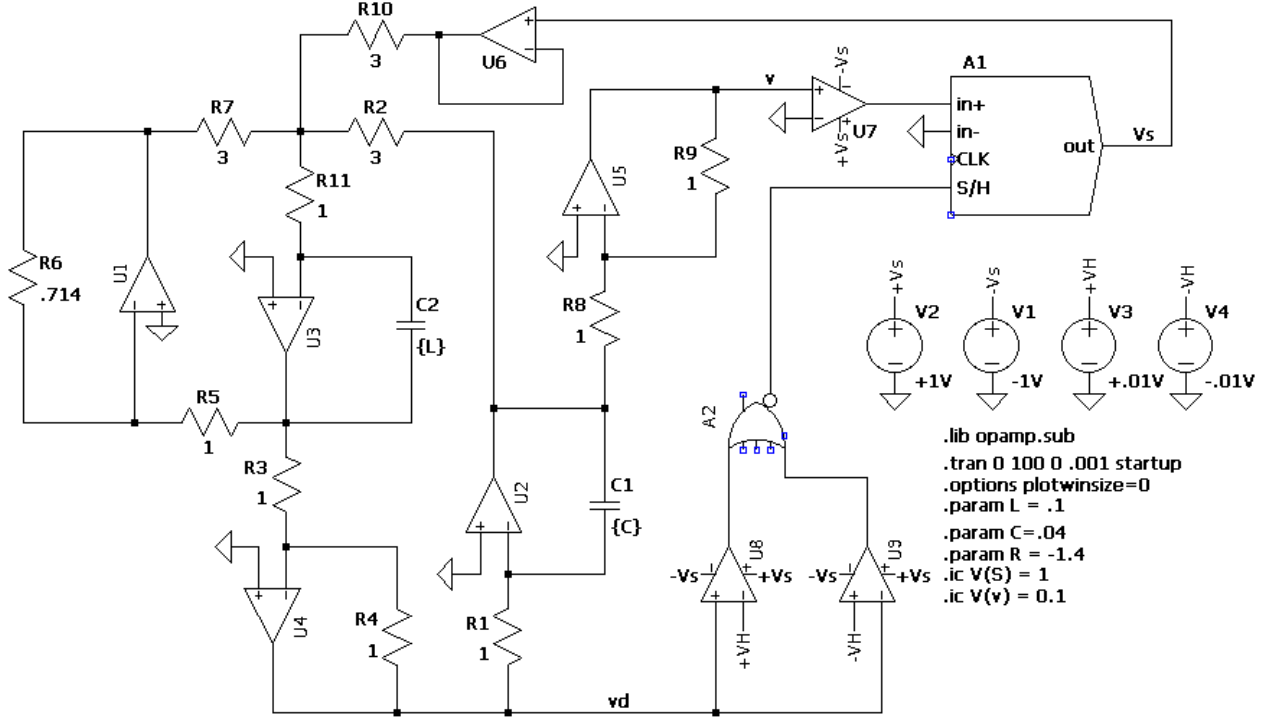 R10
3
U6
R7
3
R2
3
R11
1
R6
.714
U1
U3
C2
{L}
R5
1
R3
1
U4
R4
1
R1
1
U2
C1
{C}
R8
1
U5
R9
1
v
-Vs
+Vs
U7
A1
in+
in-
CLK
S/H
out
Vs
A2
U8
-Vs
+Vs
+VH
U9
-Vs
+Vs
-VH
vd
+Vs
V2
+1V
-Vs
V1
-1V
+VH
V3
+.01V
-VH
V4
-.01V
.lib opamp.sub
.tran 0 100 0 .001 startup
.options plotwinsize=0
.param L = .1
.param C=.04
.param R = -1.4
.ic V(S) = 1
.ic V(v) = 0.1